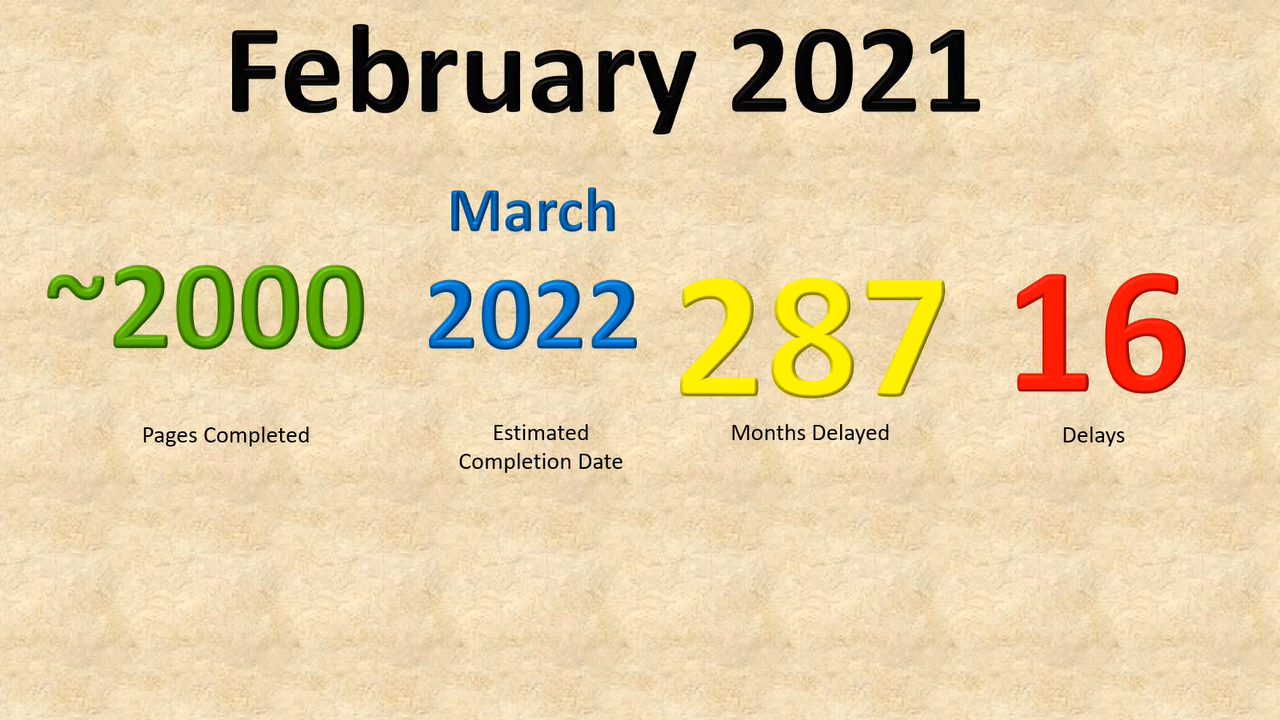 February 2021
~2000
Pages Completed
March
2022
Estimated
Completion Date
287
Months Delayed
16
Delays